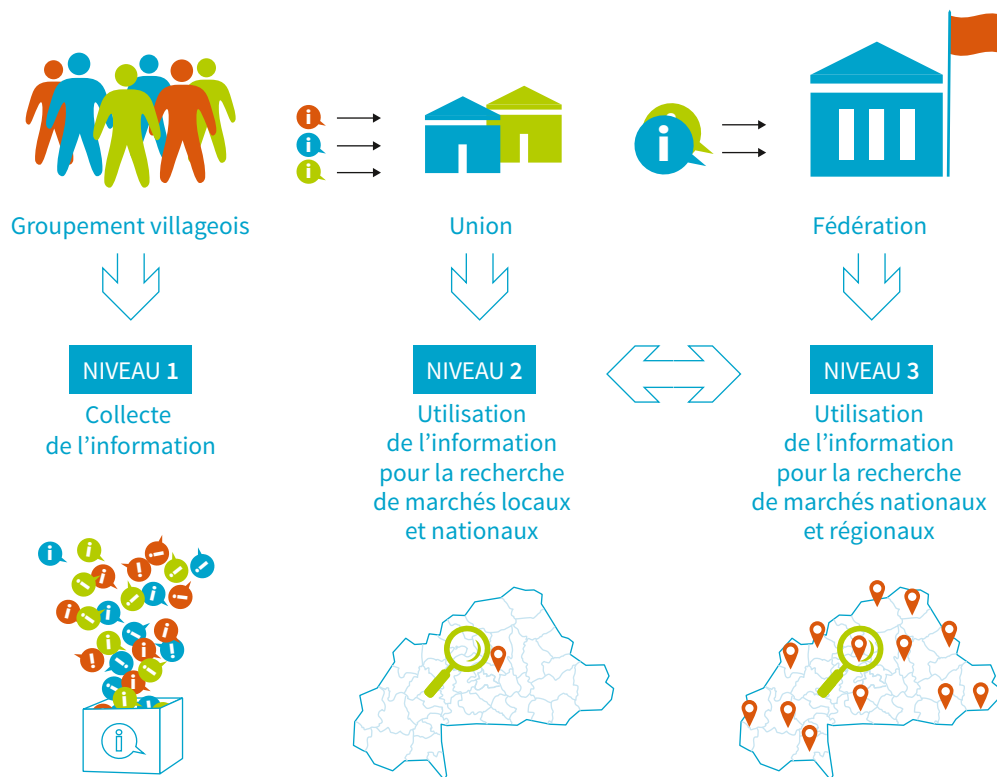 Groupement villageois
Union
Fédération
NIVEAU 1
NIVEAU 2
NIVEAU 3
Collecte
de l’information
Utilisation
de l’information
pour la recherche
de marchés locaux
et nationaux
Utilisation
de l’information
pour la recherche
de marchés nationaux
et régionaux